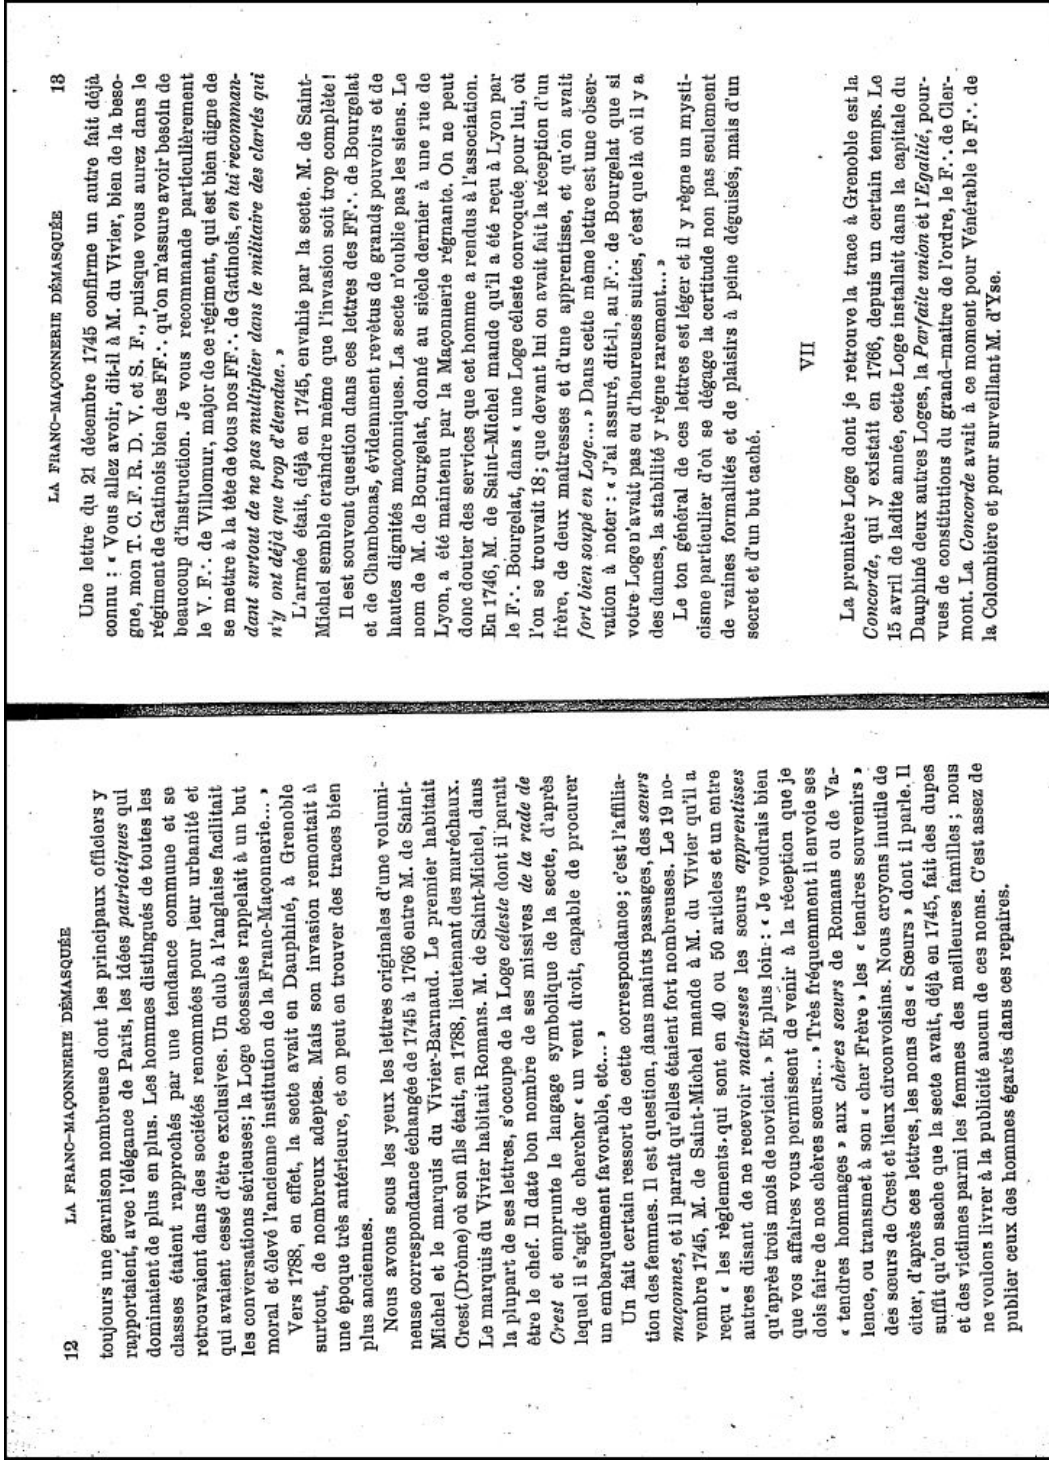 12 LA FRANC-MAÇONNERIE DÉMASQUÉE
toujours une garnison nombreuse dont les principaux officiers y
rapportaient, avec l'élégance de Paris, les idées patriotiques qui
dominaient de plus en plus. Les hommes distingués de toutes les
classes étaient rapprochés par une tendance commune et se
retrouvaient dans des sociétés renommées pour leur urbanité et
qui avaient cessé d'être exclusives. Un club à l'anglaise facilitait
les conversations sérieuses; la Loge écossaise rappelait à un but
moral et élevé l'ancienne institution de la Franc-Maçonnerie... »
Vers 1788, en effet, la secte avait en Dauphiné, à Grenoble
surtout, de nombreux adeptes. Mais son invasion remontait à
une époque très antérieure, et on peut en trouver des traces bien
plus anciennes.
Nous avons sous les yeux les lettres originales d'une volumi-
neuse correspondance échangée de 1745 à 1766 entre M. de Saint-
Michel et le marquis du Vivier-Barnaud. Le premier habitait
Crest (Drôme) où son fils était, en 1788, lieutenant des maréchaux.
Le marquis du Vivier habitait Romans. M. de Saint-Michel, dans
la plupart de ses lettres, s'occupe de la Loge céleste dont il parait
être le chef. Il date bon nombre de ses missives de la rade de
Crest et emprunte le langage symbolique de la secte, d'après
lequel il s'agit de chercher « un vent droit, capable de procurer
un embarquement favorable, etc... »
Un fait certain ressort de cette correspondance ; c'est l'affilia-
tion des femmes. Il est question, dans maints passages, des sœurs
maçonnes, et il parait qu'elles étaient fort nombreuses. Le 19 no-
vembre 1745, M. de Saint-Michel mande à M. du Vivier qu'il a
reçu « les règlements qui sont en 40 ou 50 articles et un entre
autres disant de ne recevoir maîtresses les sœurs apprentisses
qu'après trois mois de noviciat. » Et plus loin : « Je voudrais bien
que vos affaires vous permissent de venir à la réception que je
dois faire de nos chères sœurs... » Très fréquemment il envoie ses
« tendres hommages » aux chères sœurs de Romans ou de Va-
lence, ou transmet à son « cher Frère » les « tendres souvenirs »
des sœurs de Crest et lieux circonvoisins. Nous croyons inutile de
citer, d'après ces lettres, les noms des « Sœurs » dont il parle. Il
suffit qu'on sache que la secte avait, déjà en 1745, fait des dupes
et des victimes parmi les femmes des meilleures familles ; nous
ne voulons livrer à la publicité aucun de ces noms. C'est assez de
publier ceux des hommes égarés dans ces repaires.
LA FRANC-MAÇONNERIE DÉMASQUÉE 13
Une lettre du 21 décembre 1745 confirme un autre fait déjà
connu : « Vous allez avoir, dit-il à M. du Vivier, bien de la beso-
gne, mon T. C. F. R. D. V. et S. F., puisque vous aurez dans le
régiment de Gatinois bien des FF∴ qu'on m'assure avoir besoin de
beaucoup d'instruction. Je vous recommande particulièrement
le V. F∴ de Villomur, major de ce régiment, qui est bien digne de
se mettre à la tête de tous nos FF∴ de Gatinois, en lui recomman-
dant surtout de ne pas multiplier dans le militaire des clartés qui
n'y ont déjà que trop d'étendue. »
L'armée était, déjà en 1745, envahie par la secte. M. de Saint-
Michel semble craindre même que l'invasion soit trop complète !
Il est souvent question dans ces lettres des FF∴ de Bourgelat
et de Chambonas, évidemment revêtus de grands pouvoirs et de
hautes dignités maçonniques. La secte n'oublie pas les siens. Le
nom de M. de Bourgelat, donné au siècle dernier à une rue de
Lyon, a été maintenu par la Maçonnerie régnante. On ne peut
donc douter des services que cet homme a rendus à l'association.
En 1746, M. de Saint-Michel mande qu'il a été reçu à Lyon par
le F∴ Bourgelat, dans « une Loge céleste convoquée pour lui, où
l'on se trouvait 18 ; que devant lui on avait fait la réception d'un
frère, de deux maîtresses et d'une apprentisse, et qu'on avait
fort bien soupé en Loge... » Dans cette même lettre est une obser-
vation à noter : « J'ai assuré, dit-il, au F∴ de Bourgelat que si
votre Loge n'avait pas eu d'heureuses suites, c'est que là où il y a
des dames, la stabilité y règne rarement... »
Le ton général de ces lettres est léger et il y règne un mysti-
cisme particulier d'où se dégage la certitude non pas seulement
de vaines formalités et de plaisirs à peine déguisés, mais d'un
secret et d'un but caché.
VII
La première Loge dont je retrouve la trace à Grenoble est la
Concorde, qui y existait en 1766, depuis un certain temps. Le
15 avril de ladite année, cette Loge installait dans la capitale du
Dauphiné deux autres Loges, la Parfaite union et l'Egalité, pour-
vues de constitutions du grand-maître de l'ordre, le F∴ de Cler-
mont. La Concorde avait à ce moment pour Vénérable le F∴ de
la Colombière et pour surveillant M. d'Yse.